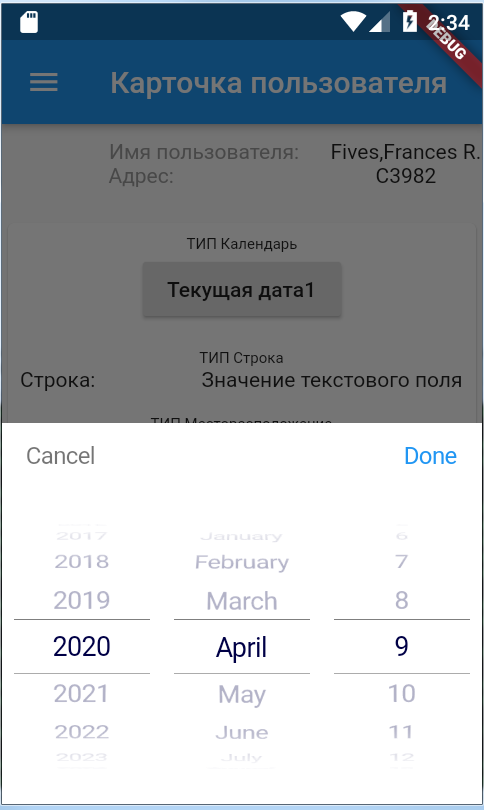 2:34
DEBUG
Карточка пользователя
Имя пользователя: Fives,Frances R.
Адрес: C3982
ТИП Календарь
Текущая дата1
ТИП Строка
Строка: Значение текстового поля
ТИП Месторасположение
Cancel Done
2017 January 6
2018 February 7
2019 March 8
2020 April 9
2021 May 10
2022 June 11
2023 July 12